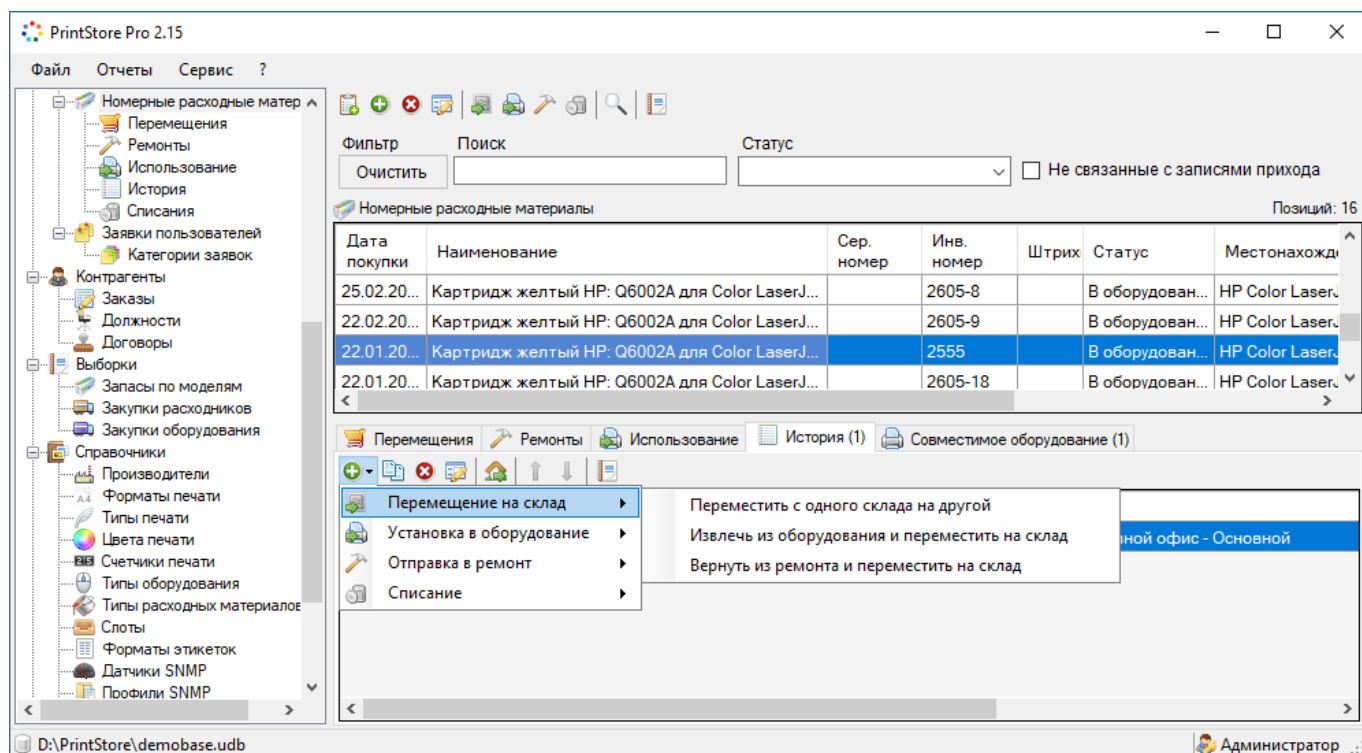 PrintStore Pro 2.15
Файл Отчеты Сервис ?
Номерные расходные матер
Перемещения
Ремонты
Использование
История
Списания
Заявки пользователей
Категории заявок
Контрагенты
Заказы
Должности
Договоры
Выборки
Запасы по моделям
Закупки расходников
Закупки оборудования
Справочники
Производители
A4 Форматы печати
Типы печати
Цвета печати
Счетчики печати
Типы оборудования
Типы расходных материалов
Слоты
Форматы этикеток
Датчики SNMP
Профили SNMP
Фильтр Поиск Статус
Очистить Не связанные с записями прихода
Номерные расходные материалы Позиций: 16
Дата покупки Наименование Сер. номер Инв. номер Штрих Статус Местонахожд
25.02.20... Картридж желтый HP: Q6002A для Color LaserJ... 2605-8 В оборудован... HP Color LaserJ
22.02.20... Картридж желтый HP: Q6002A для Color LaserJ... 2605-9 В оборудован... HP Color LaserJ
22.01.20... Картридж желтый HP: Q6002A для Color LaserJ... 2555 В оборудован... HP Color LaserJ
22.01.20... Картридж желтый HP: Q6002A для Color LaserJ... 2605-18 В оборудован... HP Color LaserJ
Перемещения Ремонты Использование История (1) Совместимое оборудование (1)
Перемещение на склад
Установка в оборудование
Отправка в ремонт
Списание
Переместить с одного склада на другой
Извлечь из оборудования и переместить на склад
Вернуть из ремонта и переместить на склад
ной офис - Основной
D:\PrintStore\demobase.udb Администратор